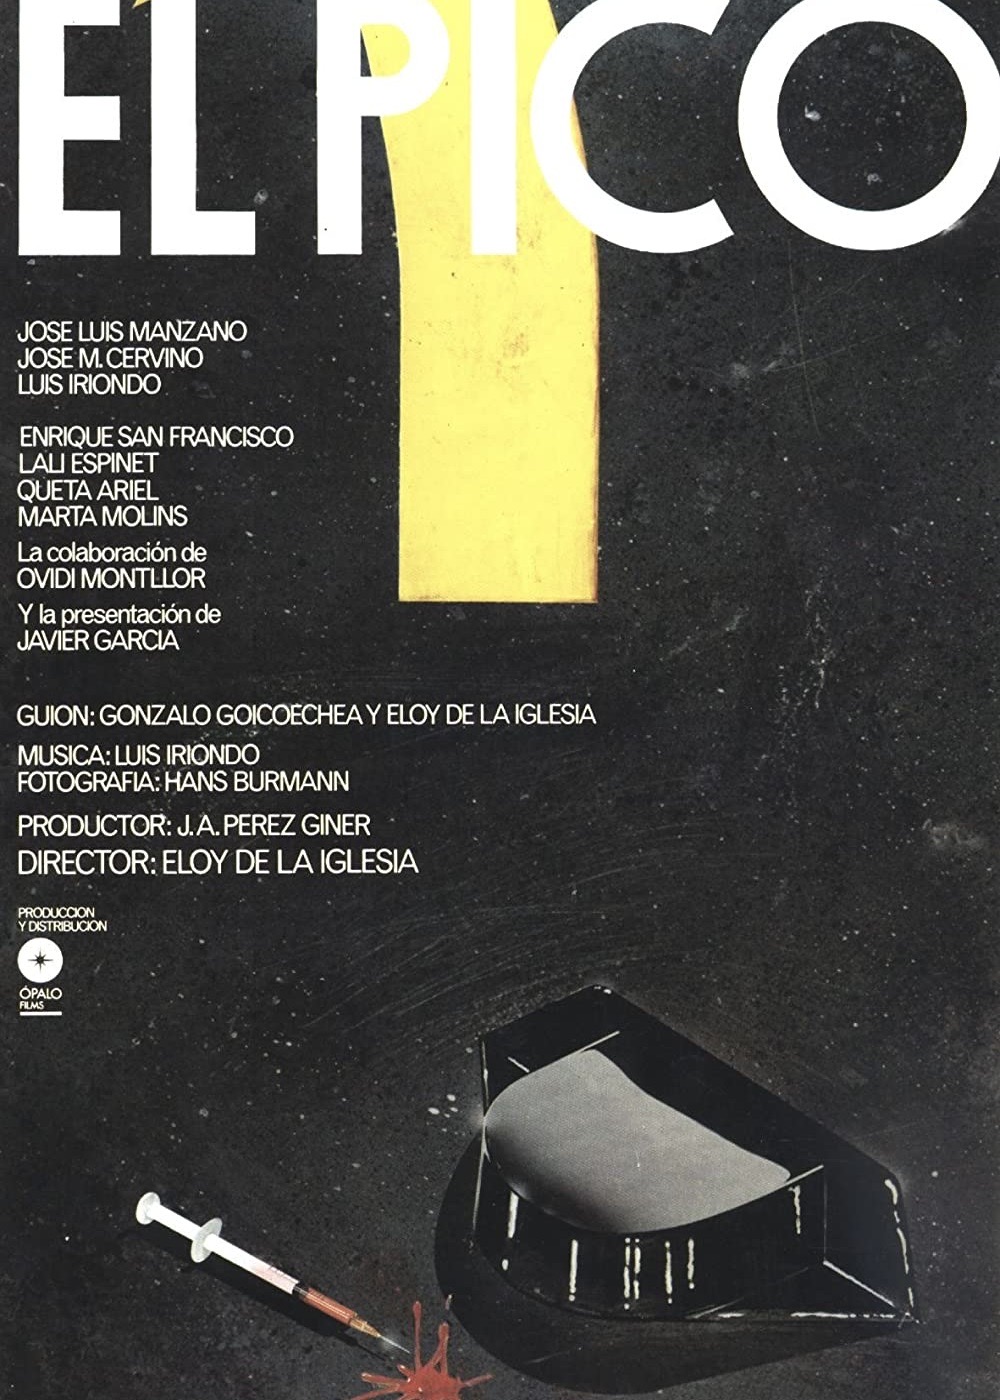 EL PICO
JOSE LUIS MANZANO
JOSE M. CERVINO
LUIS IRIONDO
ENRIQUE SAN FRANCISCO
LALI ESPINET
QUETA ARIEL
MARTA MOLINS
La colaboración de
OVIDI MONTLLOR
Y la presentación de
JAVIER GARCIA
GUION: GONZALO GOICOECHEA Y ELOY DE LA IGLESIA
MUSICA: LUIS IRIONDO
FOTOGRAFIA: HANS BURMANN
PRODUCTOR: J. A. PEREZ GINER
DIRECTOR: ELOY DE LA IGLESIA
PRODUCCION
Y DISTRIBUCION
ÓPALO
FILMS